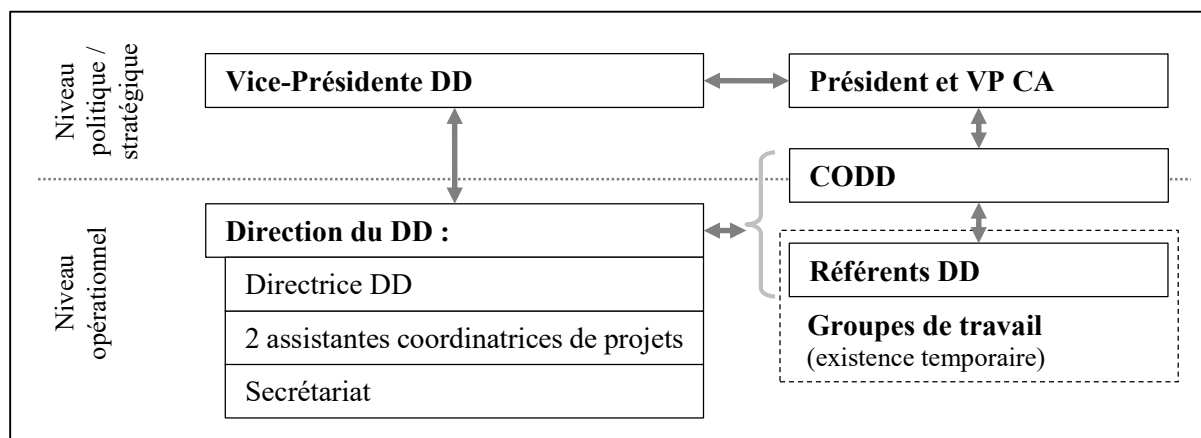 Niveau
politique /
stratégique
Vice-Présidente DD
Président et VP CA
CODD
Niveau
opérationnel
Direction du DD :
Directrice DD
2 assistantes coordinatrices de projets
Secrétariat
Référents DD
Groupes de travail
(existence temporaire)